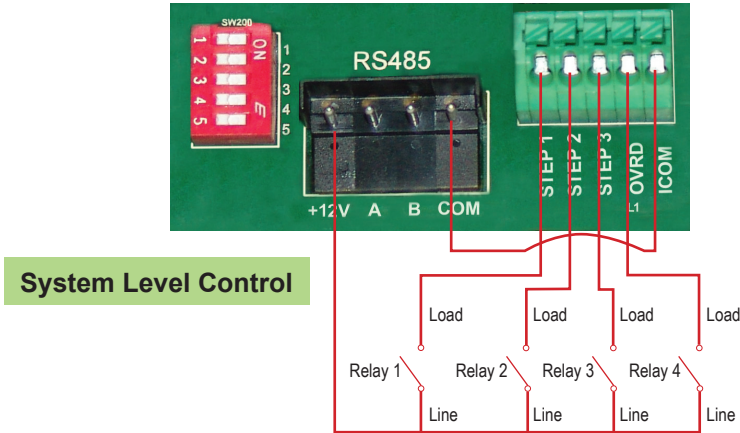 SW200
ON
1
2
3
4
5
1
2
3
4
5
E
RS485
+12V A B COM
STEP 1
STEP 2
STEP 3
OVRD
ICOM
L1
System Level Control
Load Load Load Load
Relay 1 Relay 2 Relay 3 Relay 4
Line Line Line Line